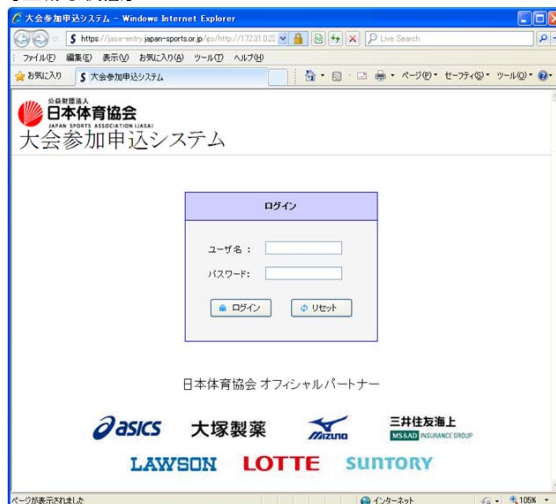 大会参加申込システム - Windows Internet Explorer
https://jasa-entry.japan-sports.or.jp/
Live Search
ファイル(F) 編集(E) 表示(V) お気に入り(A) ツール(T) ヘルプ(H)
お気に入り 大会参加申込システム ページ(P) セーフティ(S) ツール(O)
公益財団法人
日本体育協会
JAPAN SPORTS ASSOCIATION (JASA)
大会参加申込システム
ログイン
ユーザ名 :
パスワード:
ログイン リセット
日本体育協会 オフィシャルパートナー
asics 大塚製薬 MIZUNO 三井住友海上
MS&AD INSURANCE GROUP
LAWSON LOTTE SUNTORY
ページが表示されました インターネット 105%